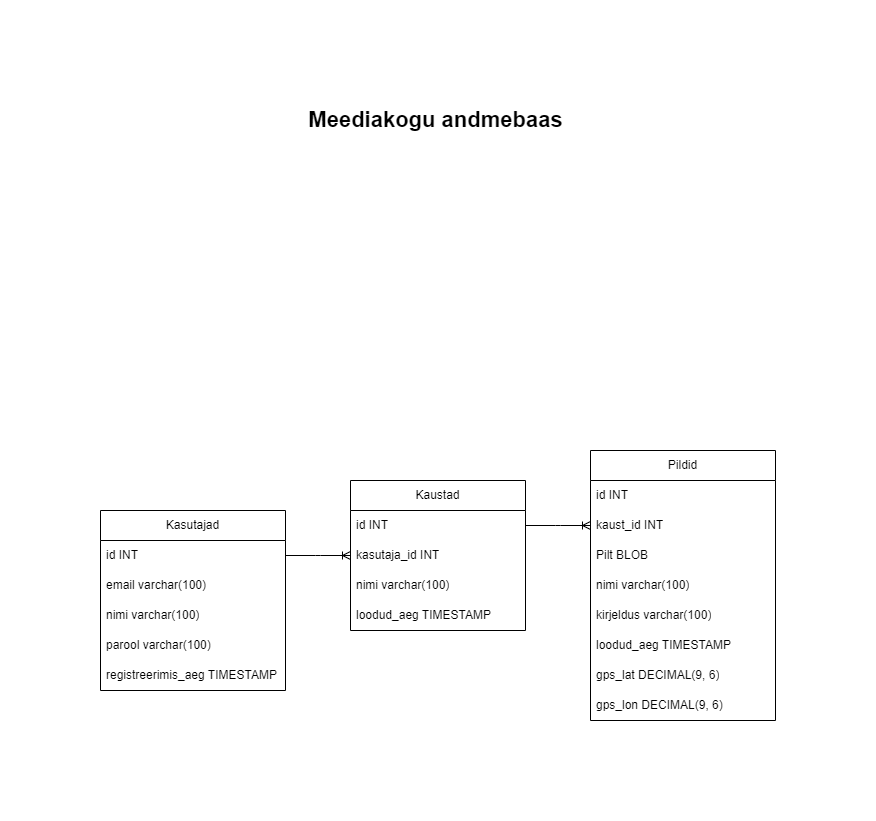 Meediakogu andmebaas
Kasutajad
id INT
email varchar(100)
nimi varchar(100)
parool varchar(100)
registreerimis_aeg TIMESTAMP
Kaustad
id INT
kasutaja_id INT
nimi varchar(100)
loodud_aeg TIMESTAMP
Pildid
id INT
kaust_id INT
Pilt BLOB
nimi varchar(100)
kirjeldus varchar(100)
loodud_aeg TIMESTAMP
gps_lat DECIMAL(9, 6)
gps_lon DECIMAL(9, 6)